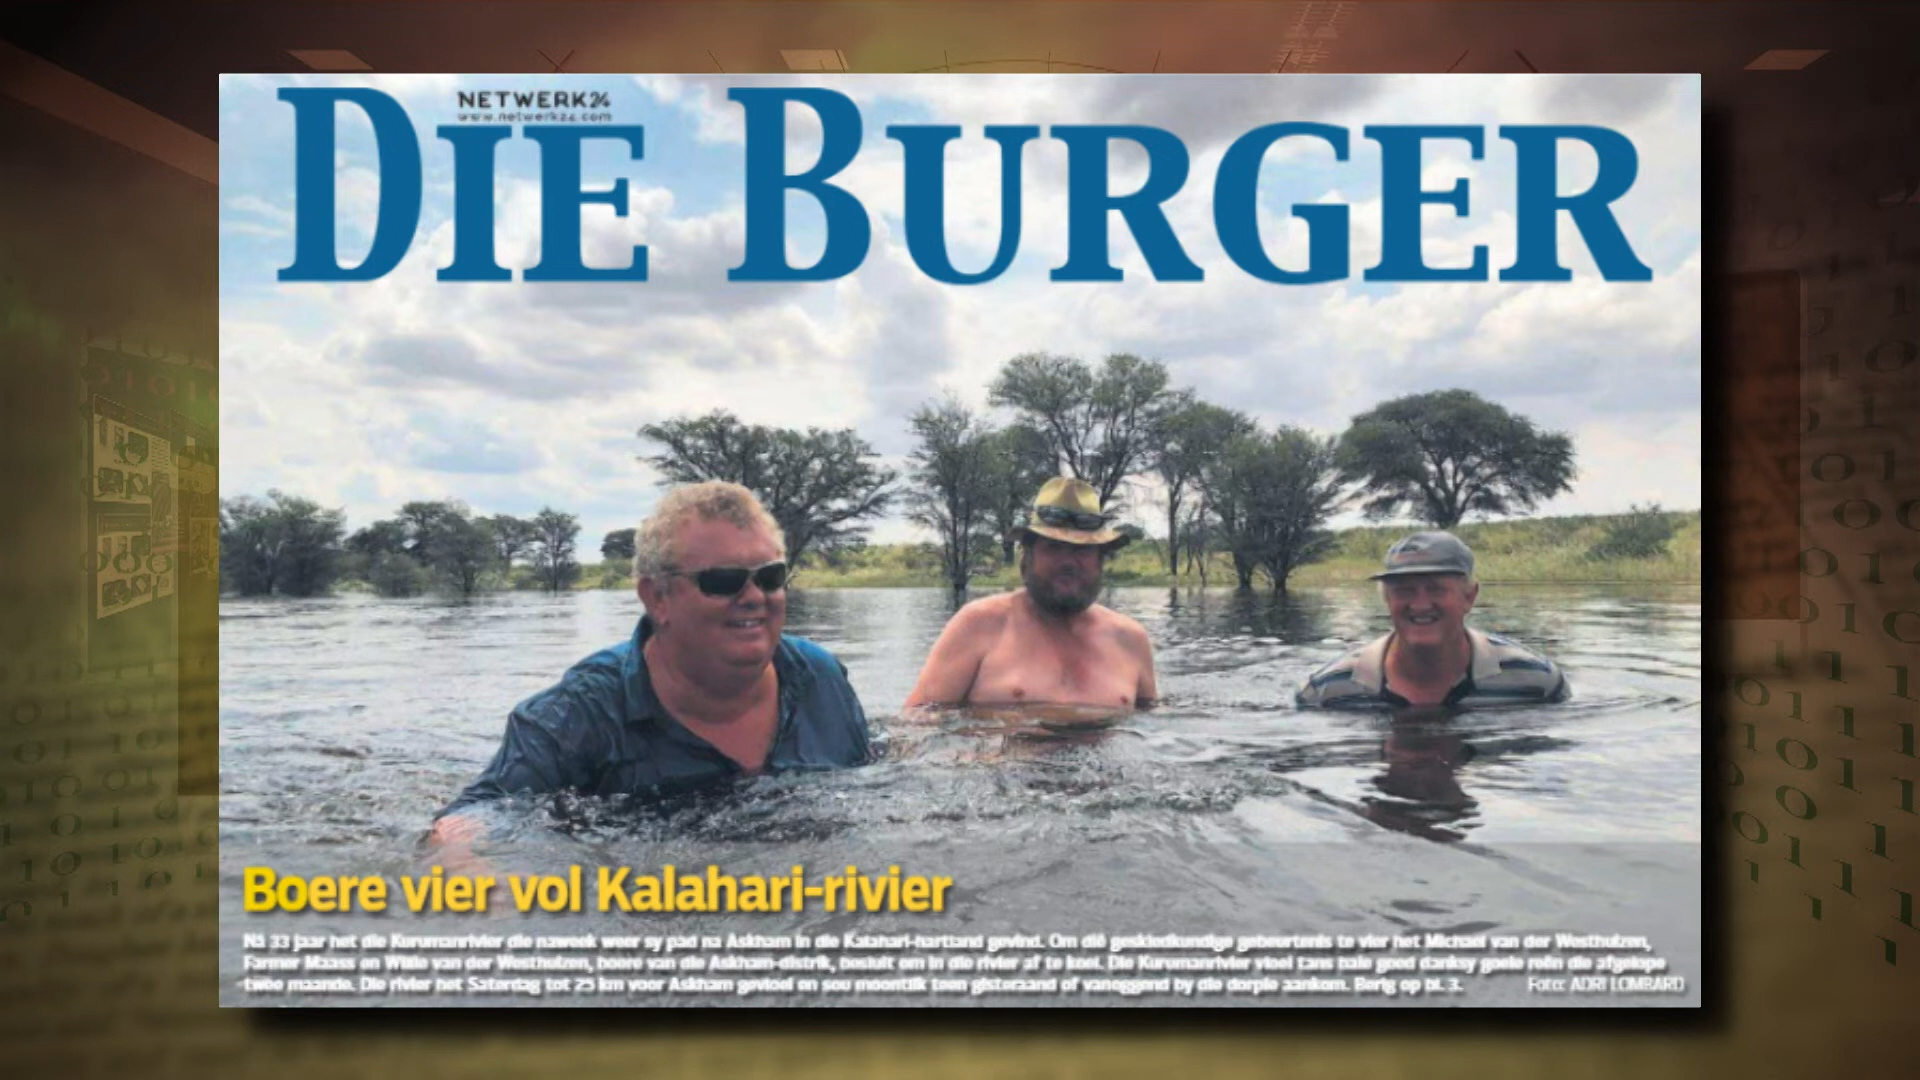 NETWERK24
www.netwerk24.com
DIE BURGER
Boere vier vol Kalahari-rivier
Ná 33 jaar het die Kurumanrivier die naweek weer sy pad na Askham in die Kalahari-hartland gevind. Om dié geskiedkundige gebeurtenis te vier het Michael van der Westhuizen,
Farmer Maass en Willie van der Westhuizen, boere van die Askham-distrik, besluit om in die rivier af te koel. Die Kurumanrivier vloei tans baie goed danksy goeie reën die afgelope
twee maande. Die rivier het Saterdag tot 25 km voor Askham gevloei en sou moontlik teen gisteraand of vanoggend by die dorpie aankom. Berig op bl. 3.
Foto: ADRI LOMBARD